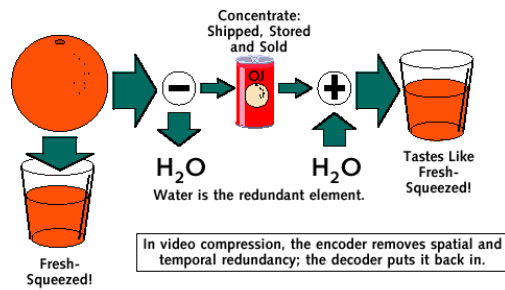 Concentrate:
Shipped, Stored
and Sold
OJ
H2O
H2O
Water is the redundant element.
Tastes Like
Fresh-
Squeezed!
Fresh-
Squeezed!
In video compression, the encoder removes spatial and
temporal redundancy; the decoder puts it back in.